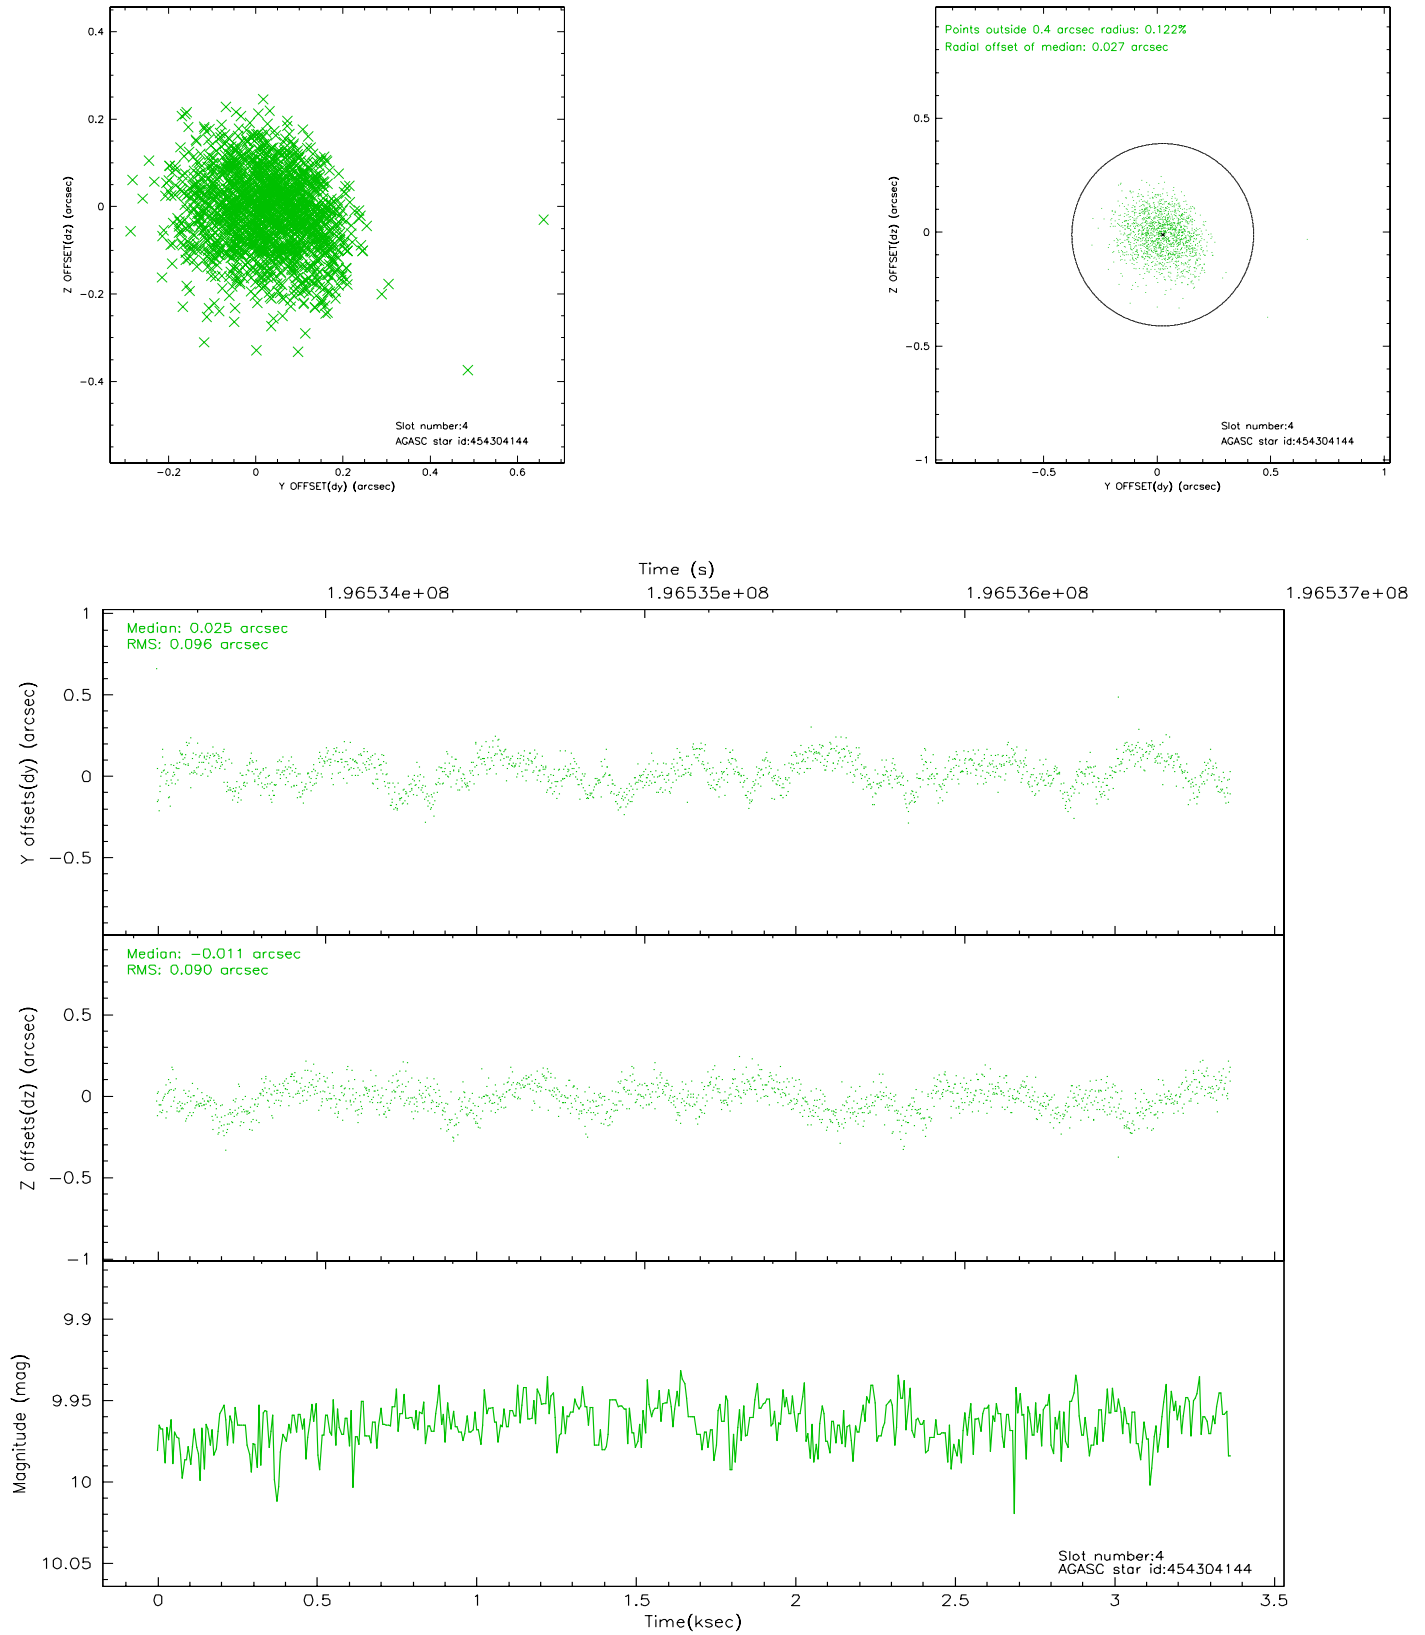 0.4
0.2
0
−0.2
−0.4
Z OFFSET(dz) (arcsec)
−0.2 0 0.2 0.4 0.6
Y OFFSET(dy) (arcsec)
Slot number:4
AGASC star id:454304144
Points outside 0.4 arcsec radius: 0.122%
Radial offset of median: 0.027 arcsec
0.5
0
−0.5
−1
Z OFFSET(dz) (arcsec)
−0.5 0 0.5 1
Y OFFSET(dy) (arcsec)
Slot number:4
AGASC star id:454304144
Time (s)
1.96534e+08 1.96535e+08 1.96536e+08 1.96537e+08
Median: 0.025 arcsec
RMS: 0.096 arcsec
1
0.5
0
−0.5
Y offsets(dy) (arcsec)
Median: −0.011 arcsec
RMS: 0.090 arcsec
0.5
0
−0.5
−1
Z offsets(dz) (arcsec)
9.9
9.95
10
10.05
Magnitude (mag)
Slot number:4
AGASC star id:454304144
0 0.5 1 1.5 2 2.5 3 3.5
Time(ksec)